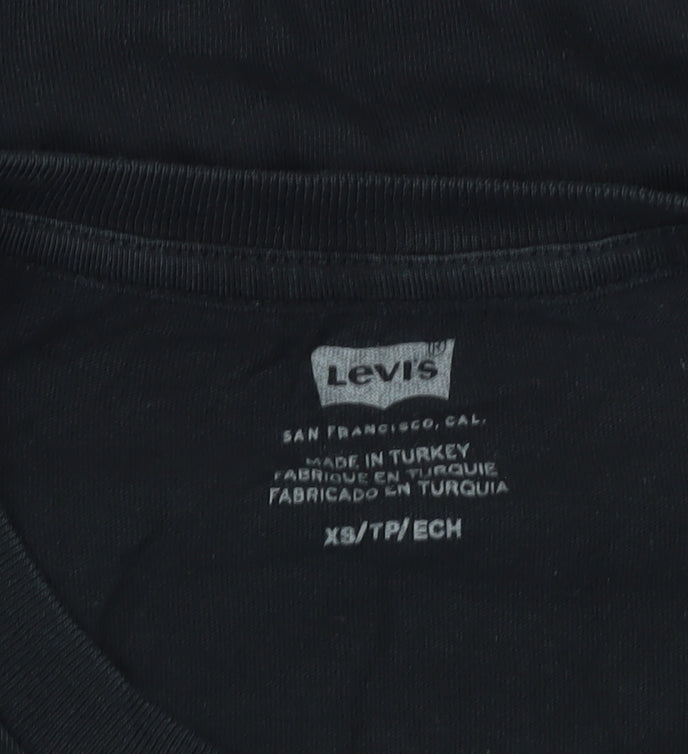 Levi's®
SAN FRANCISCO, CAL.
MADE IN TURKEY
FABRIQUE EN TURQUIE
FABRICADO EN TURQUIA
XS/TP/ECH